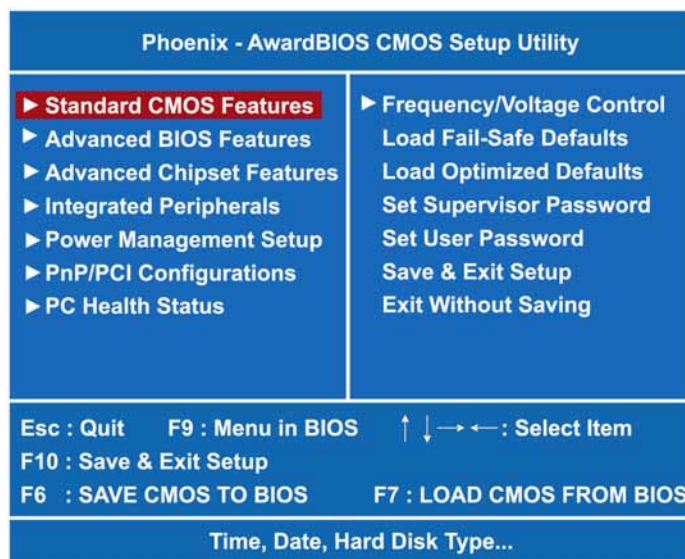 Phoenix - AwardBIOS CMOS Setup Utility
▶ Standard CMOS Features
▶ Advanced BIOS Features
▶ Advanced Chipset Features
▶ Integrated Peripherals
▶ Power Management Setup
▶ PnP/PCI Configurations
▶ PC Health Status
▶ Frequency/Voltage Control
Load Fail-Safe Defaults
Load Optimized Defaults
Set Supervisor Password
Set User Password
Save & Exit Setup
Exit Without Saving
Esc : Quit F9 : Menu in BIOS ↑ ↓ → ← : Select Item
F10 : Save & Exit Setup
F6 : SAVE CMOS TO BIOS F7 : LOAD CMOS FROM BIOS
Time, Date, Hard Disk Type...